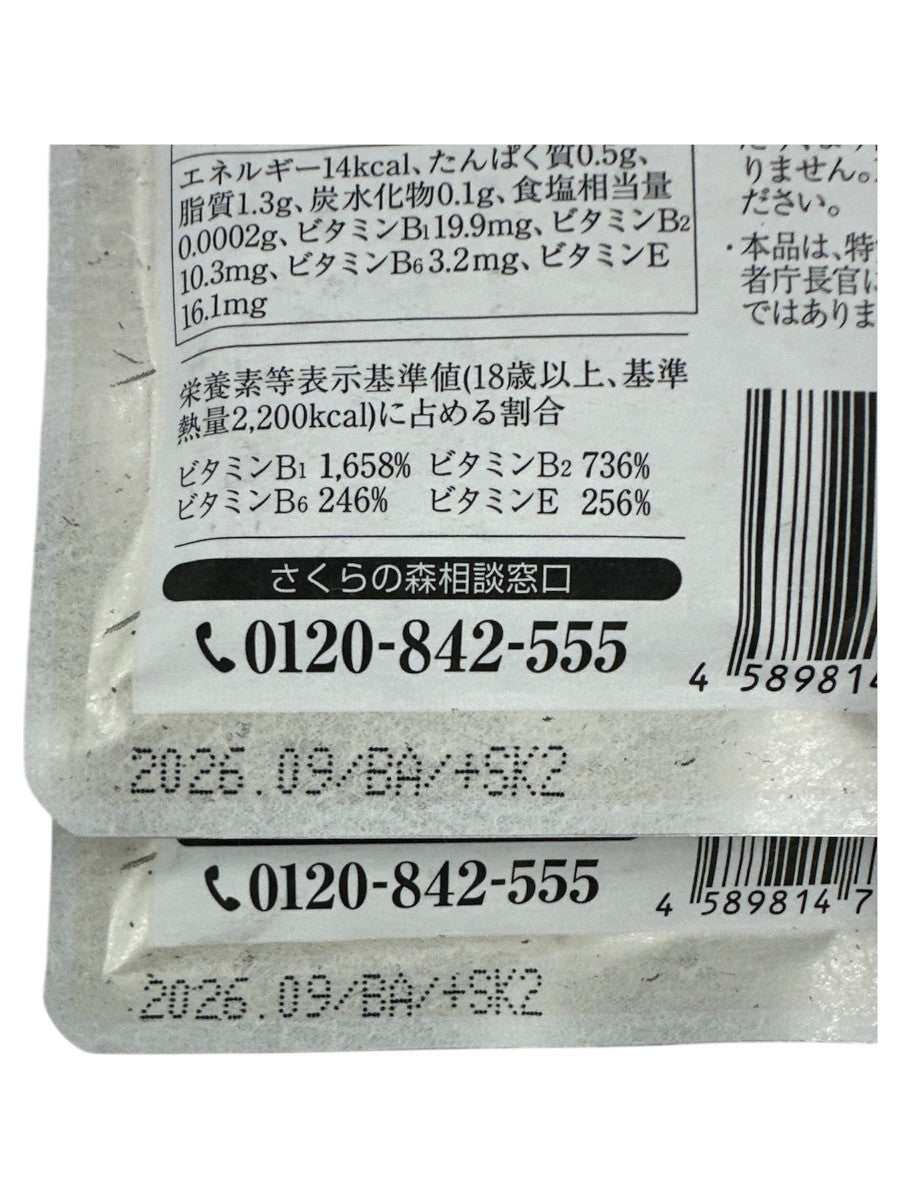 エネルギー14kcal、たんぱく質0.5g、
脂質1.3g、炭水化物0.1g、食塩相当量
0.0002g、ビタミンB1 19.9mg、ビタミンB2
10.3mg、ビタミンB6 3.2mg、ビタミンE
16.1mg
栄養素等表示基準値(18歳以上、基準
熱量2,200kcal)に占める割合
ビタミンB1 1,658% ビタミンB2 736%
ビタミンB6 246% ビタミンE 256%
さくらの森相談窓口
0120-842-555
2026.09/BA/+SK2
りません。
ださい。
・本品は、特
者庁長官に
ではありま
4 589814
0120-842-555
4 589814 7
2026.09/BA/+SK2